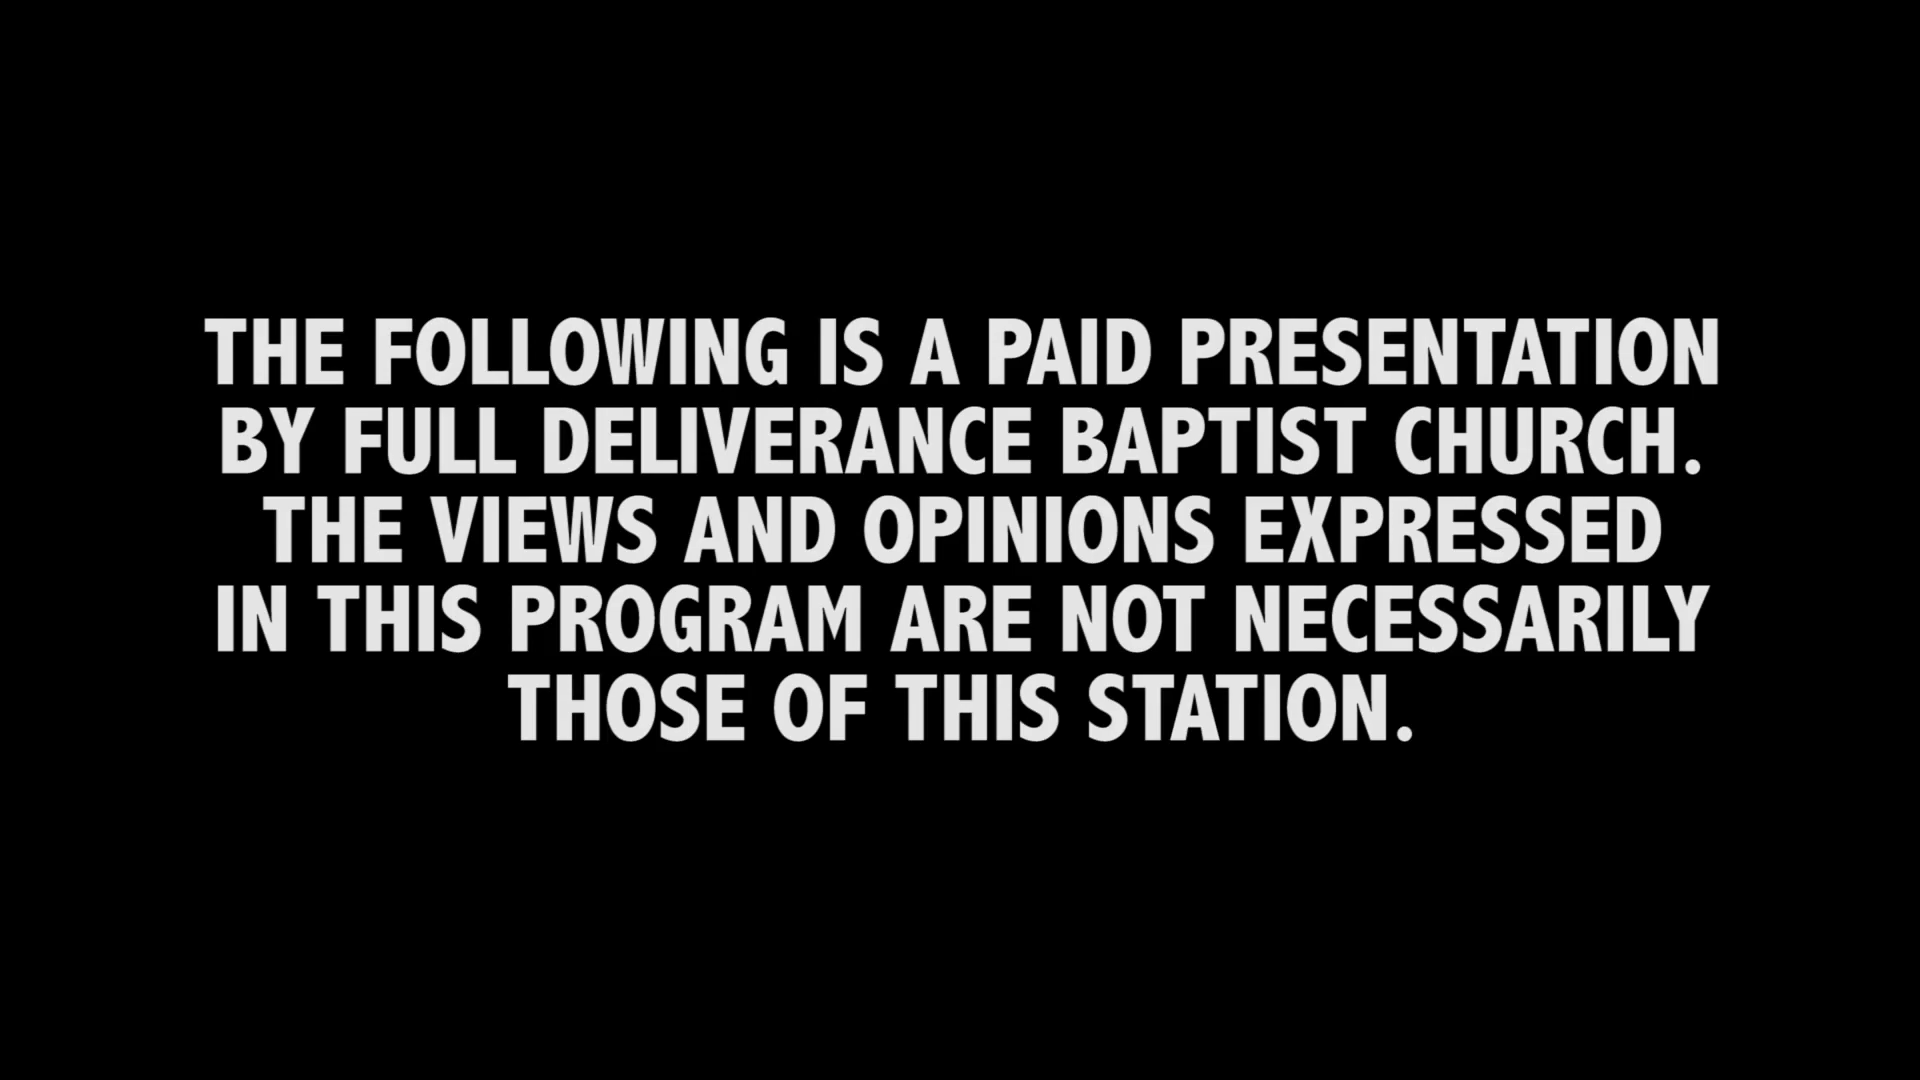 THE FOLLOWING IS A PAID PRESENTATION
BY FULL DELIVERANCE BAPTIST CHURCH.
THE VIEWS AND OPINIONS EXPRESSED
IN THIS PROGRAM ARE NOT NECESSARILY
THOSE OF THIS STATION.